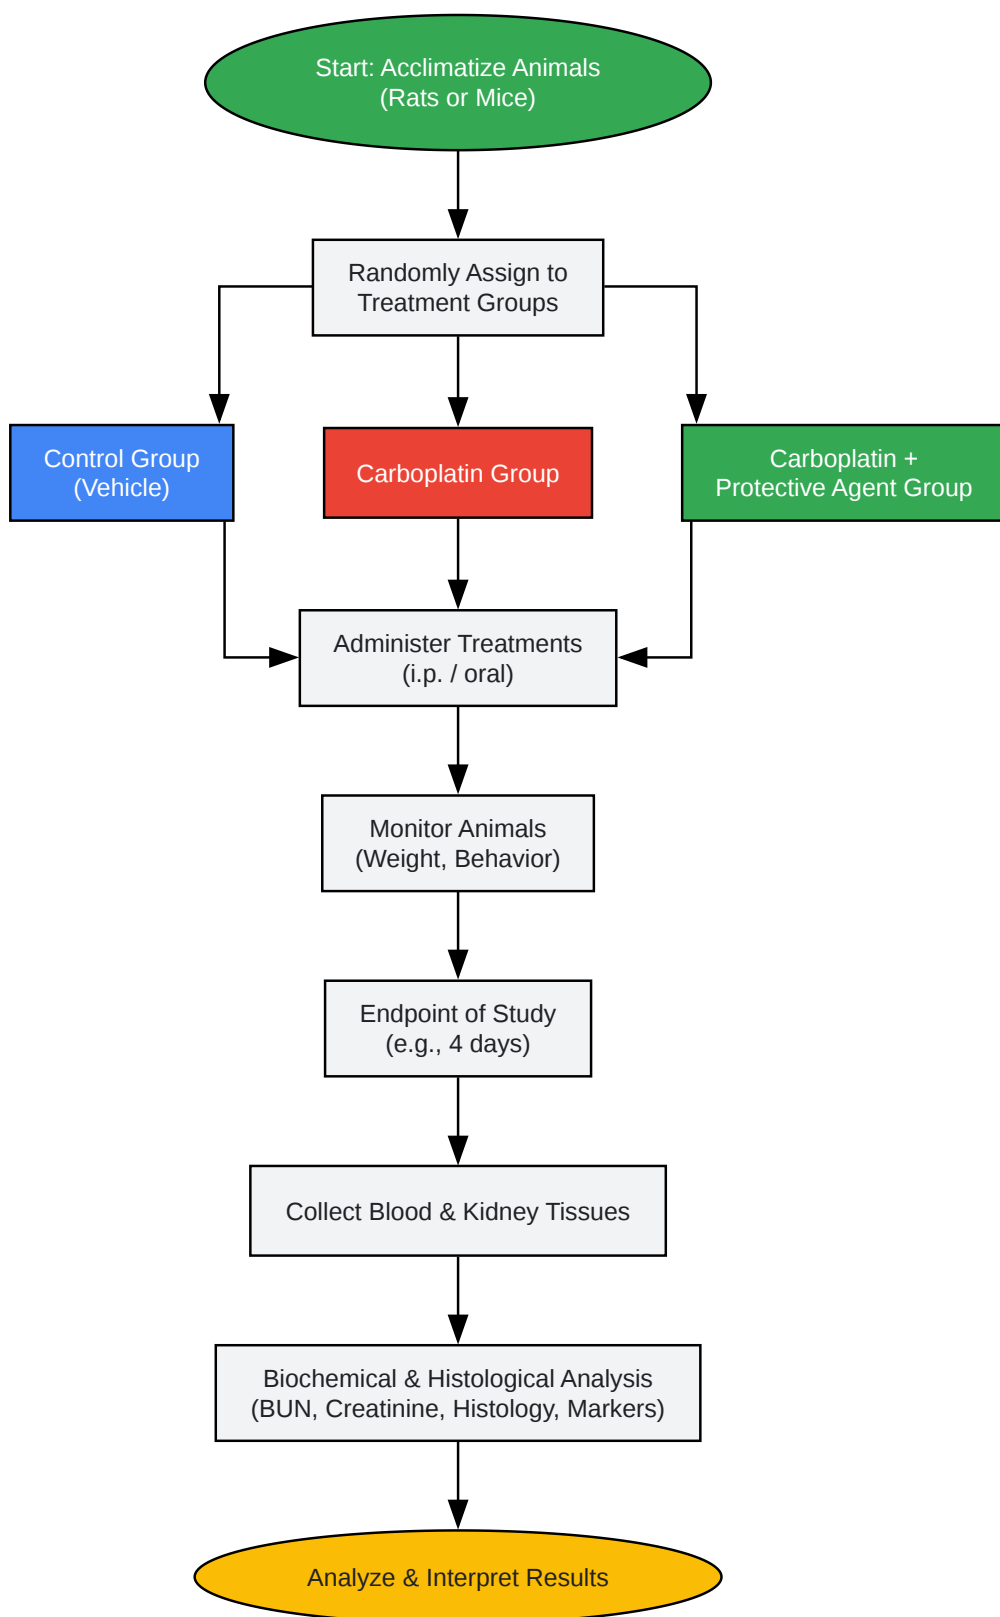 Start: Acclimatize Animals
(Rats or Mice)
Randomly Assign to
Treatment Groups
Control Group
(Vehicle)
Carboplatin Group
Carboplatin +
Protective Agent Group
Administer Treatments
(i.p. / oral)
Monitor Animals
(Weight, Behavior)
Endpoint of Study
(e.g., 4 days)
Collect Blood & Kidney Tissues
Biochemical & Histological Analysis
(BUN, Creatinine, Histology, Markers)
Analyze & Interpret Results